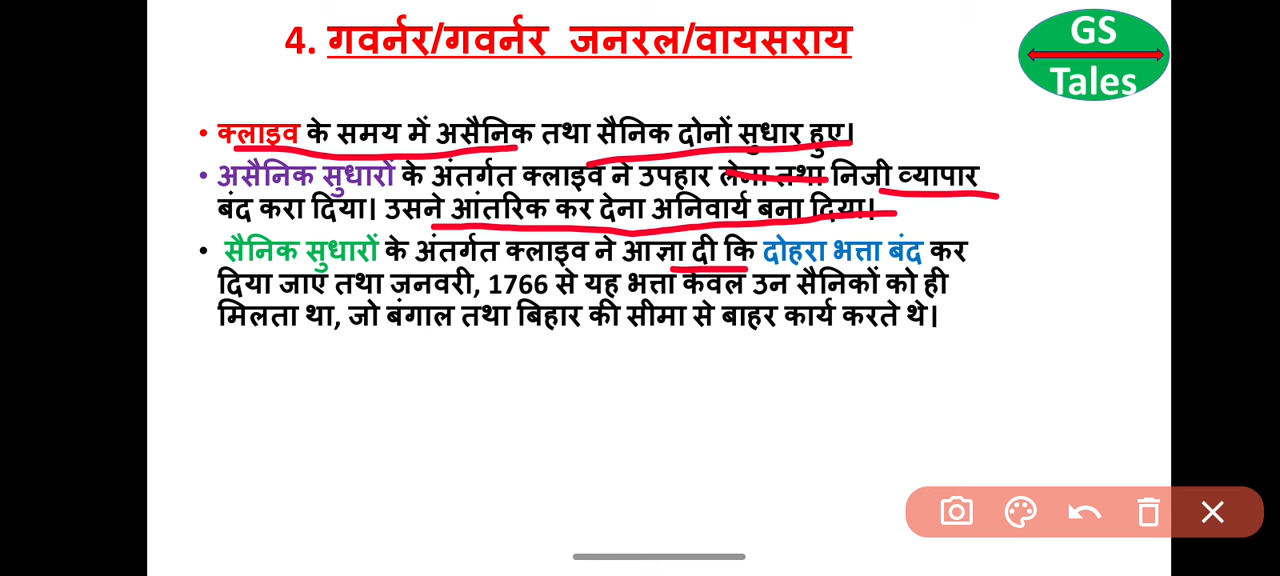 4. गवर्नर/गवर्नर जनरल/वायसराय
GS
Tales
• क्लाइव के समय में असैनिक तथा सैनिक दोनों सुधार हुए।
• असैनिक सुधारों के अंतर्गत क्लाइव ने उपहार लेना तथा निजी व्यापार
बंद करा दिया। उसने आंतरिक कर देना अनिवार्य बना दिया।
• सैनिक सुधारों के अंतर्गत क्लाइव ने आज्ञा दी कि दोहरा भत्ता बंद कर
दिया जाए तथा जनवरी, 1766 से यह भत्ता केवल उन सैनिकों को ही
मिलता था, जो बंगाल तथा बिहार की सीमा से बाहर कार्य करते थे।